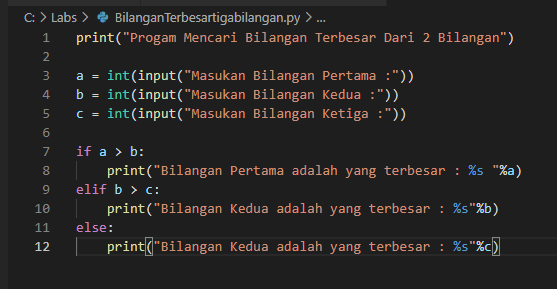 C: > Labs > BilanganTerbesartigabilangan.py > ...
1 print("Progam Mencari Bilangan Terbesar Dari 2 Bilangan")
2
3 a = int(input("Masukan Bilangan Pertama :"))
4 b = int(input("Masukan Bilangan Kedua :"))
5 c = int(input("Masukan Bilangan Ketiga :"))
6
7 if a > b:
8     print("Bilangan Pertama adalah yang terbesar : %s "%a)
9 elif b > c:
10     print("Bilangan Kedua adalah yang terbesar : %s"%b)
11 else:
12     print("Bilangan Kedua adalah yang terbesar : %s"%c)